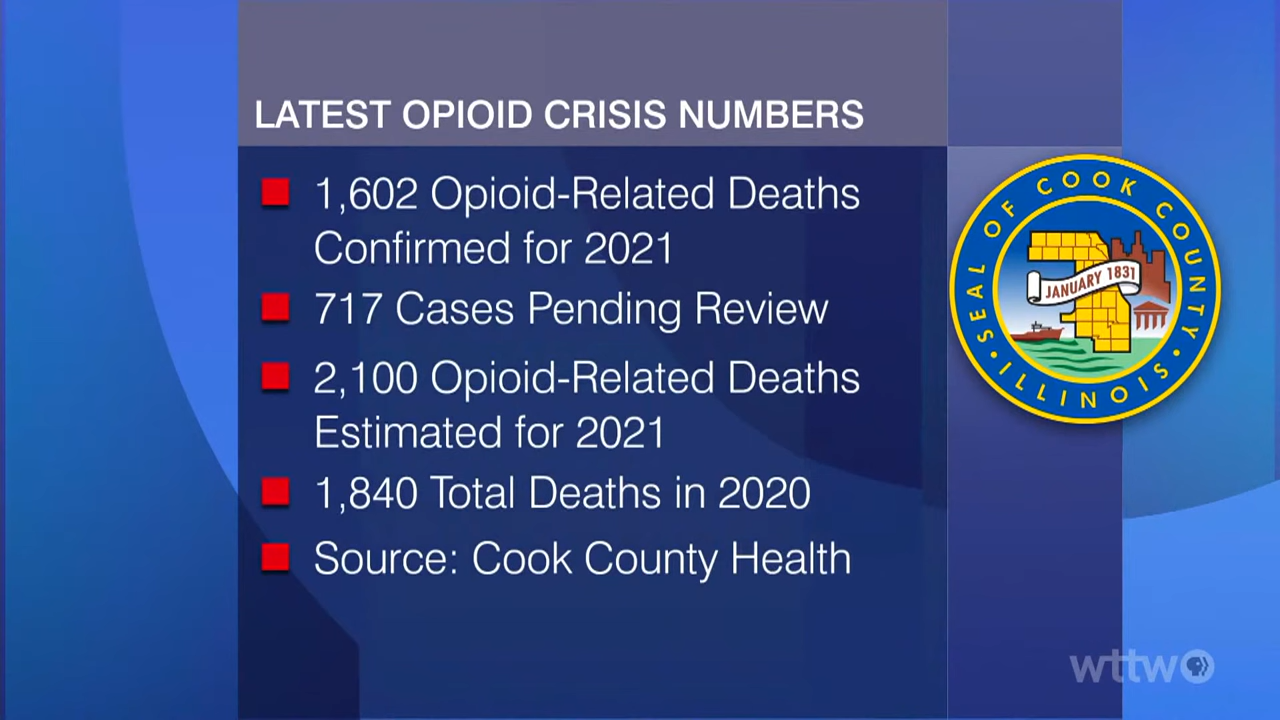 LATEST OPIOID CRISIS NUMBERS
1,602 Opioid-Related Deaths
Confirmed for 2021
717 Cases Pending Review
2,100 Opioid-Related Deaths
Estimated for 2021
1,840 Total Deaths in 2020
Source: Cook County Health
SEAL OF COOK COUNTY • ILLINOIS •
JANUARY 1831
wttw